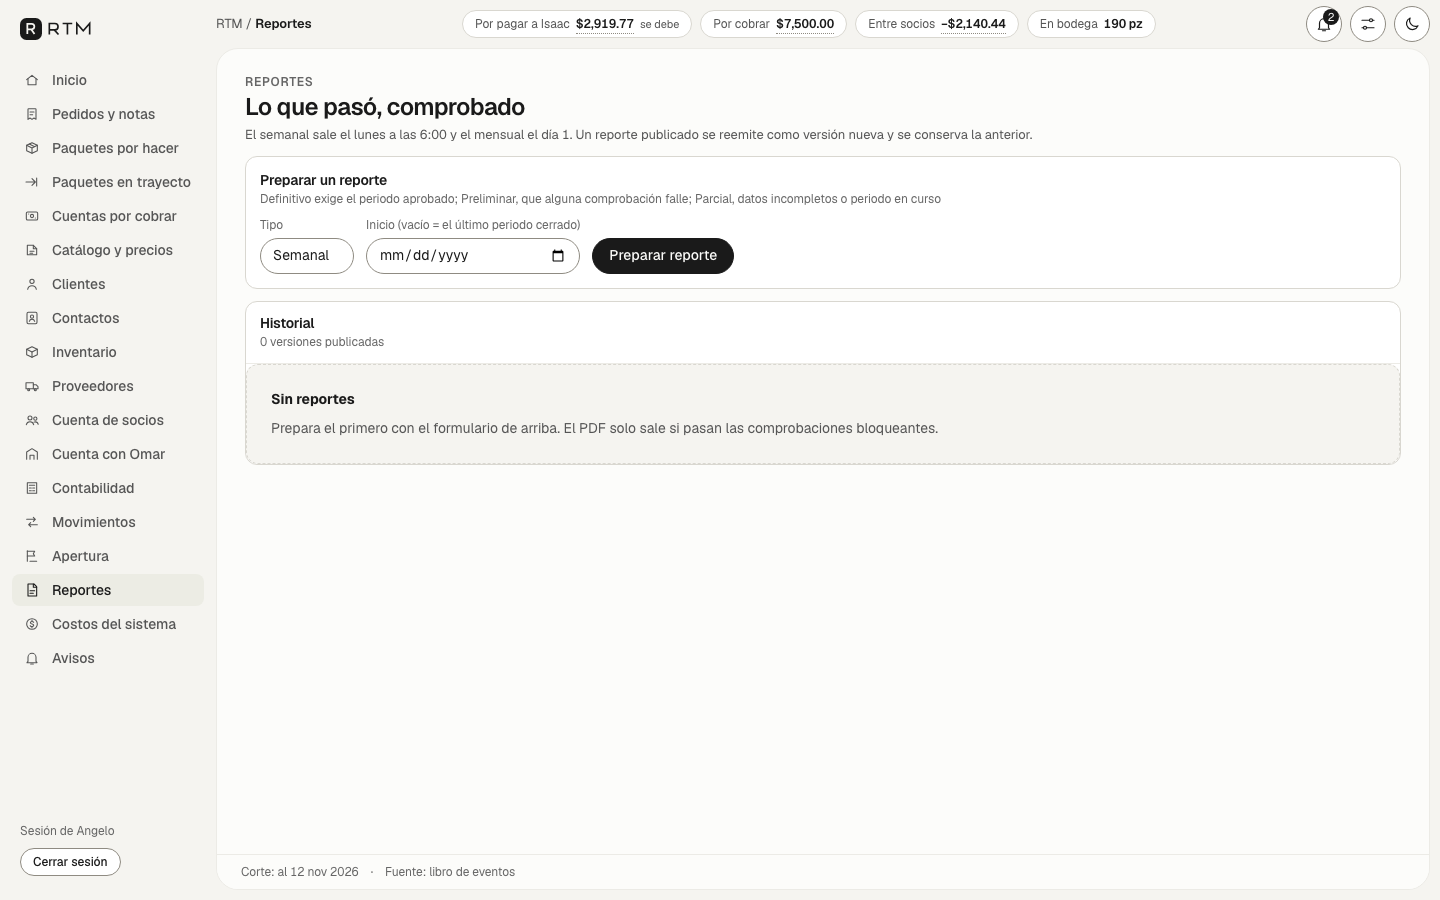 R RTM
RTM / Reportes
Por pagar a Isaac $2,919.77 se debe
Por cobrar $7,500.00
Entre socios −$2,140.44
En bodega 190 pz
2
Inicio
Pedidos y notas
Paquetes por hacer
Paquetes en trayecto
Cuentas por cobrar
Catálogo y precios
Clientes
Contactos
Inventario
Proveedores
Cuenta de socios
Cuenta con Omar
Contabilidad
Movimientos
Apertura
Reportes
Costos del sistema
Avisos
Sesión de Angelo
Cerrar sesión
REPORTES
Lo que pasó, comprobado
El semanal sale el lunes a las 6:00 y el mensual el día 1. Un reporte publicado se reemite como versión nueva y se conserva la anterior.
Preparar un reporte
Definitivo exige el periodo aprobado; Preliminar, que alguna comprobación falle; Parcial, datos incompletos o periodo en curso
Tipo
Inicio (vacío = el último periodo cerrado)
Semanal
mm/dd/yyyy
Preparar reporte
Historial
0 versiones publicadas
Sin reportes
Prepara el primero con el formulario de arriba. El PDF solo sale si pasan las comprobaciones bloqueantes.
Corte: al 12 nov 2026 · Fuente: libro de eventos